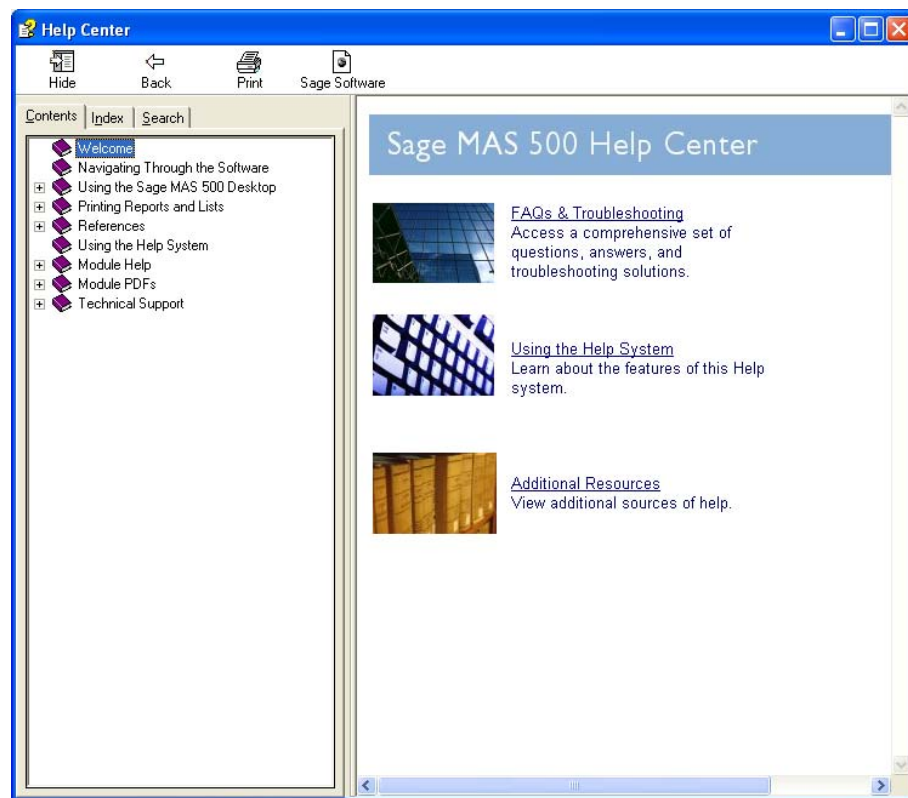 Help Center
Hide Back Print Sage Software
Contents Index Search
Welcome
Navigating Through the Software
Using the Sage MAS 500 Desktop
Printing Reports and Lists
References
Using the Help System
Module Help
Module PDFs
Technical Support
Sage MAS 500 Help Center
FAQs & Troubleshooting
Access a comprehensive set of
questions, answers, and
troubleshooting solutions.
Using the Help System
Learn about the features of this Help
system.
Additional Resources
View additional sources of help.